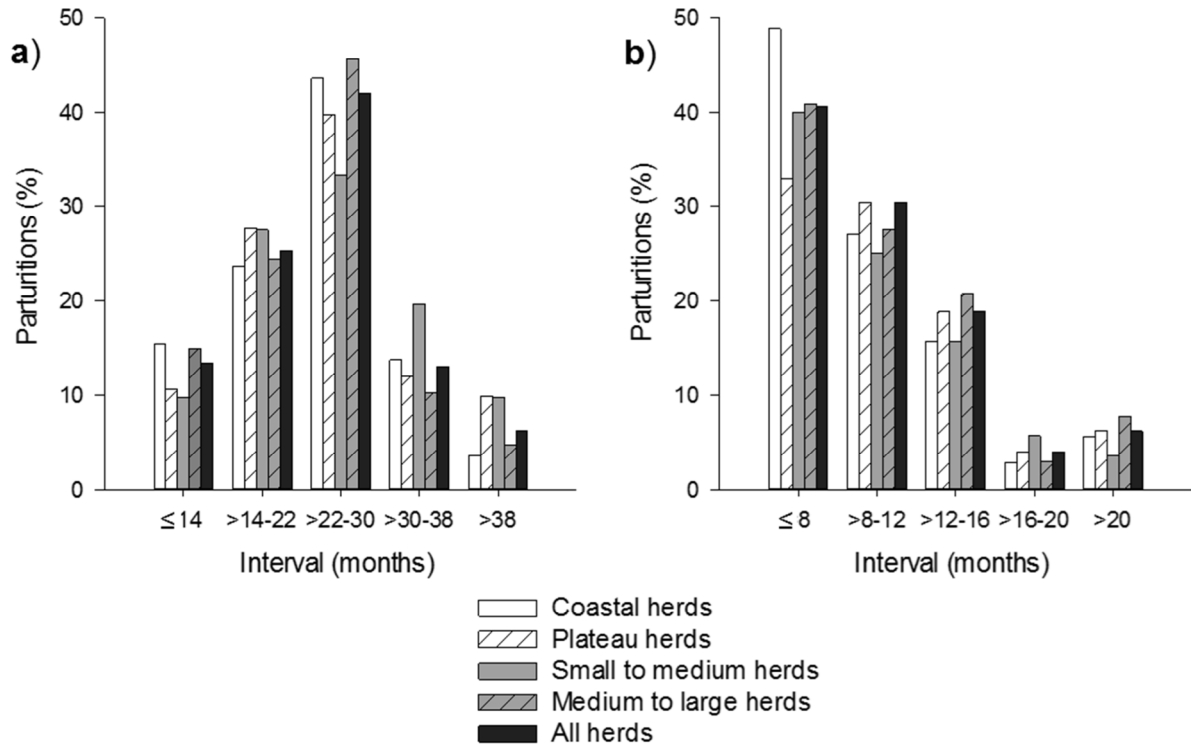 a)
50
40
30
20
10
0
Parturitions (%)
≤ 14 >14-22 >22-30 >30-38 >38
Interval (months)
b)
50
40
30
20
10
0
Parturitions (%)
≤ 8 >8-12 >12-16 >16-20 >20
Interval (months)
Coastal herds
Plateau herds
Small to medium herds
Medium to large herds
All herds